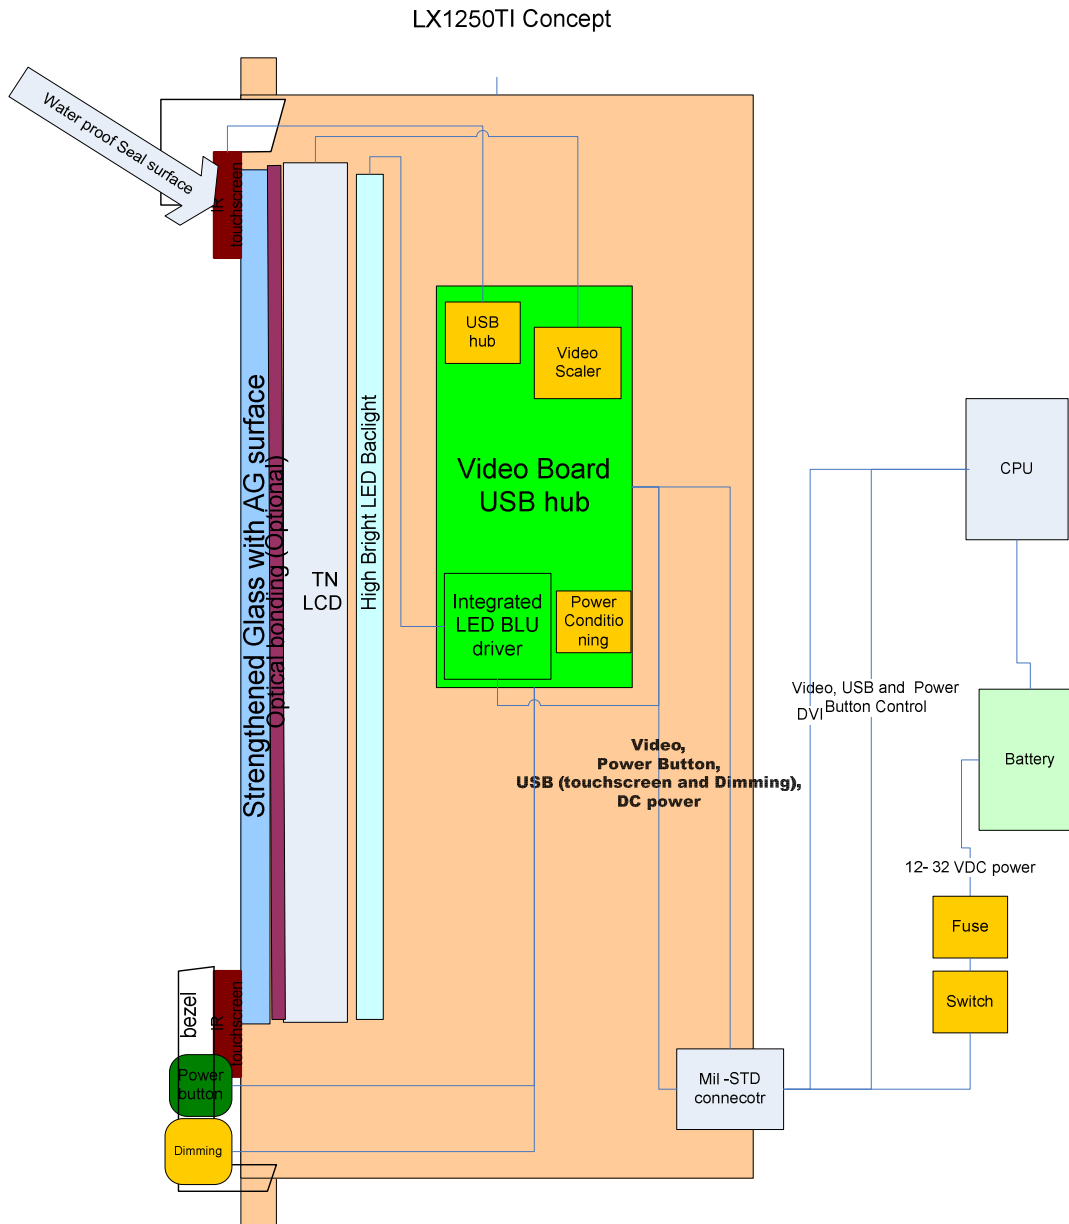 LX1250TI Concept
Water proof Seal surface
IR
touchscreen
USB
hub
Video
Scaler
Strengthened Glass with AG surface
Optical bonding (Optional)
High Bright LED Baclight
Video Board
USB hub
CPU
TN
LCD
Integrated
LED BLU
driver
Power
Conditio
ning
Video, USB and  Power
Button Control
DVI
Video,
Power Button,
USB (touchscreen and Dimming),
DC power
Battery
12- 32 VDC power
Fuse
Switch
bezel
IR
touchscreen
Power
button
Mil -STD
connecotr
Dimming